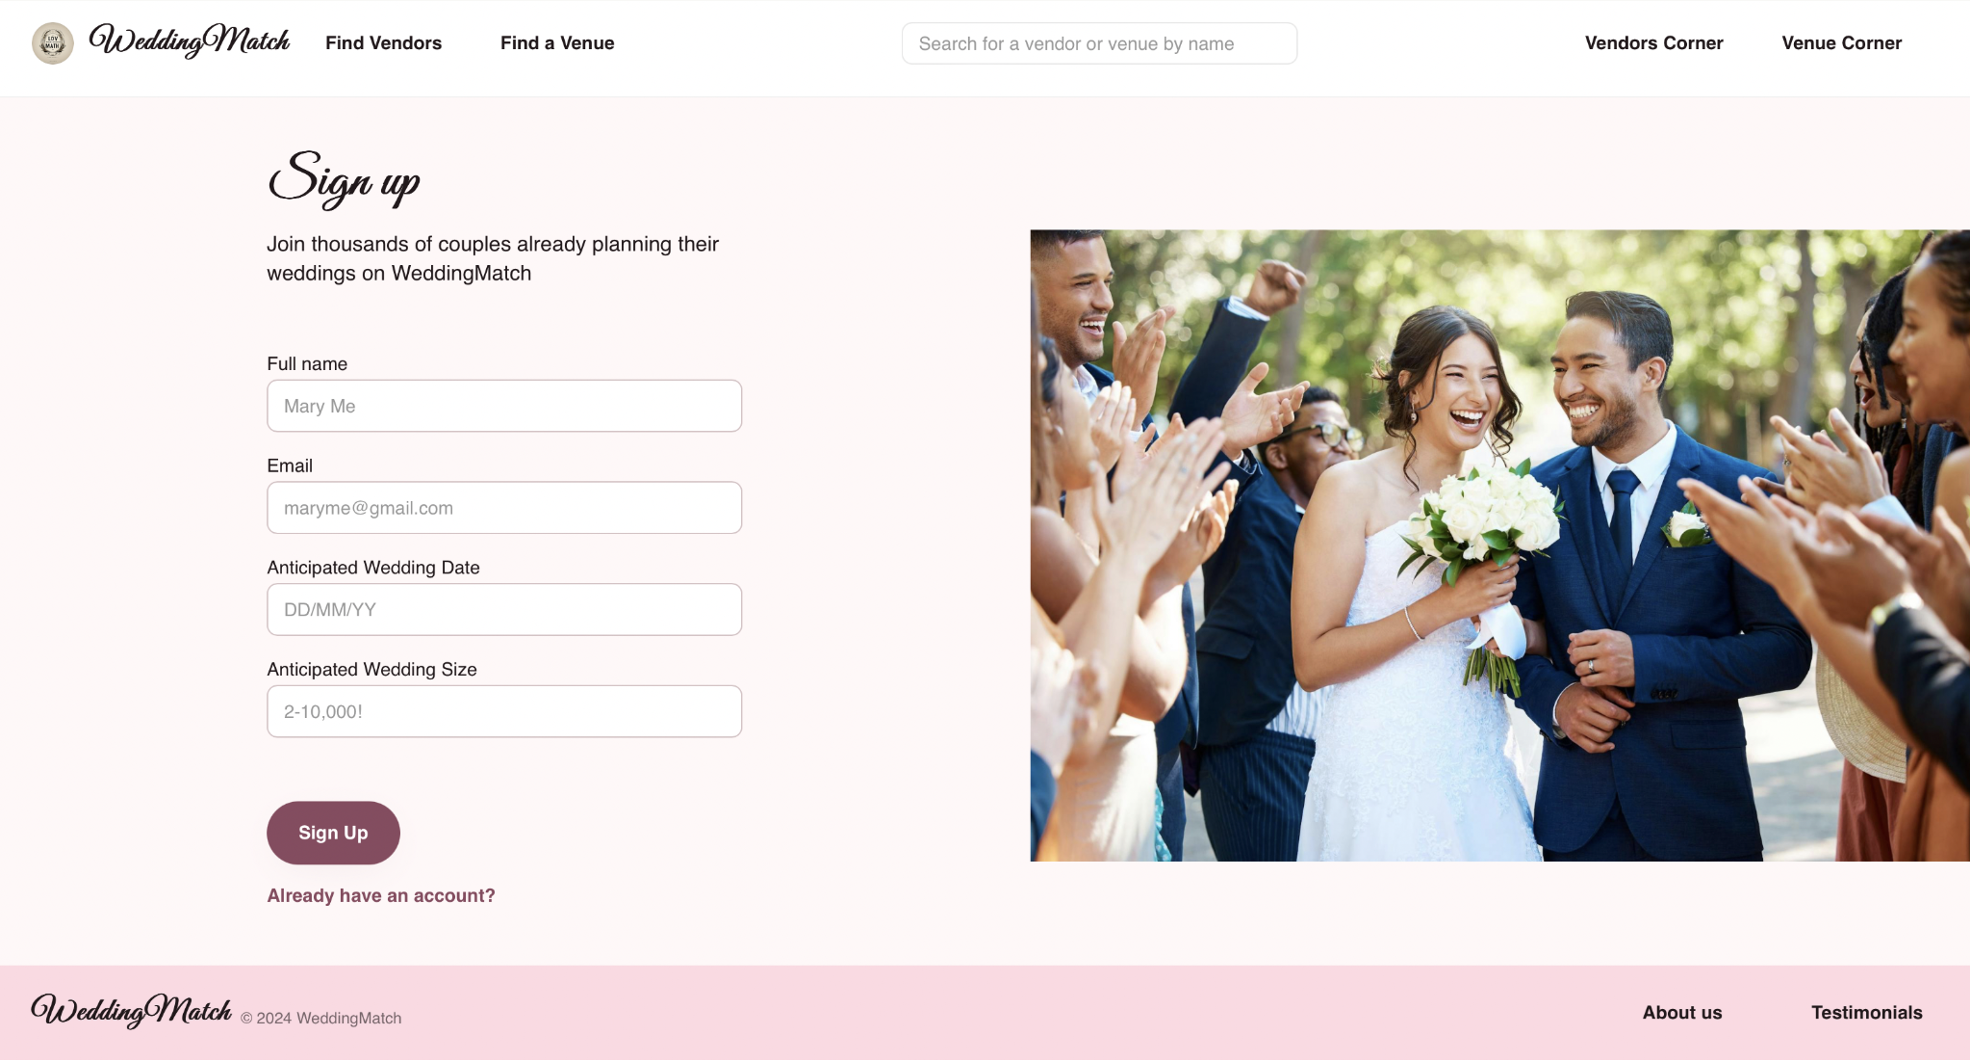 LUV
MATH
WeddingMatch
Find Vendors
Find a Venue
Search for a vendor or venue by name
Vendors Corner
Venue Corner
Sign up
Join thousands of couples already planning their
weddings on WeddingMatch
Full name
Mary Me
Email
maryme@gmail.com
Anticipated Wedding Date
DD/MM/YY
Anticipated Wedding Size
2-10,000!
Sign Up
Already have an account?
WeddingMatch © 2024 WeddingMatch
About us
Testimonials